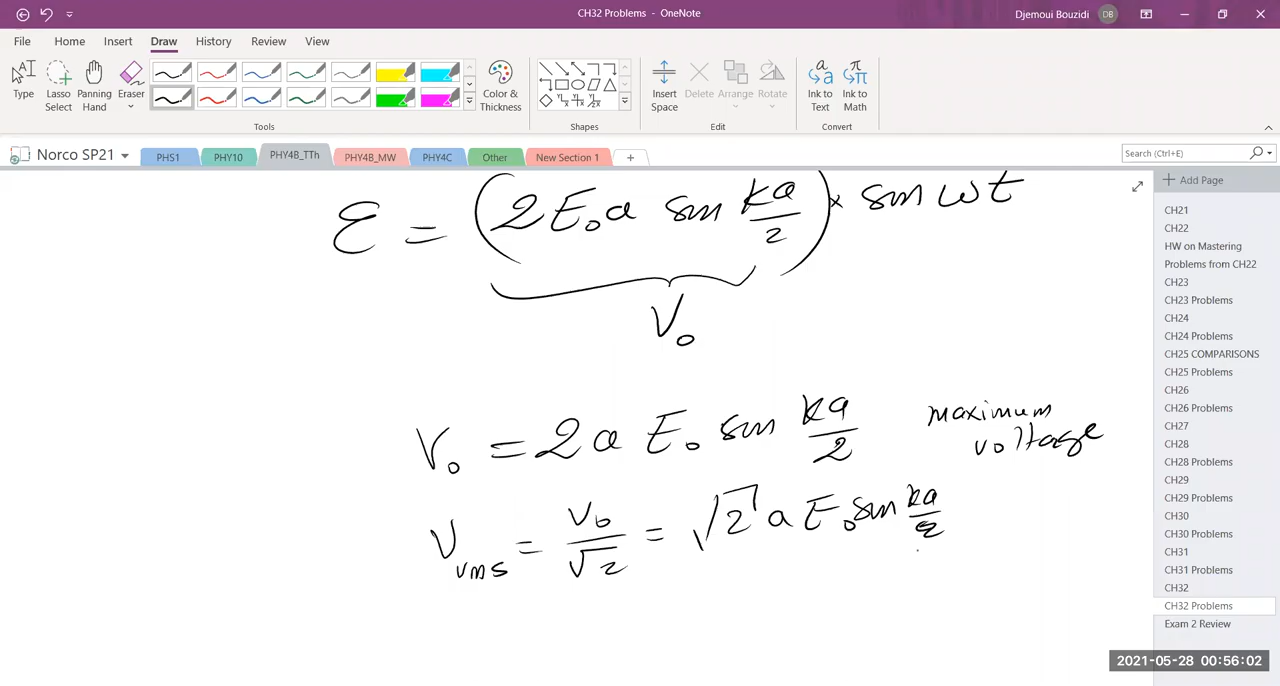 CH32 Problems - OneNote
Djemoui Bouzidi DB
File Home Insert Draw History Review View
Type Lasso Select Panning Hand Eraser Color & Thickness Insert Space Delete Arrange Rotate Ink to Text Ink to Math
Tools Shapes Edit Convert
Norco SP21 PHS1 PHY10 PHY4B_TTh PHY4B_MW PHY4C Other New Section 1 + Search (Ctrl+E)
ε = (2E₀a sin ka/2) × sin ωt
V₀
V₀ = 2a E₀ sin ka/2 maximum voltage
Vrms = V₀/√2 = √2 a E₀ sin ka/2
+ Add Page
CH21
CH22
HW on Mastering
Problems from CH22
CH23
CH23 Problems
CH24
CH24 Problems
CH25 COMPARISONS
CH25 Problems
CH26
CH26 Problems
CH27
CH28
CH28 Problems
CH29
CH29 Problems
CH30
CH30 Problems
CH31
CH31 Problems
CH32
CH32 Problems
Exam 2 Review
2021-05-28 00:56:02